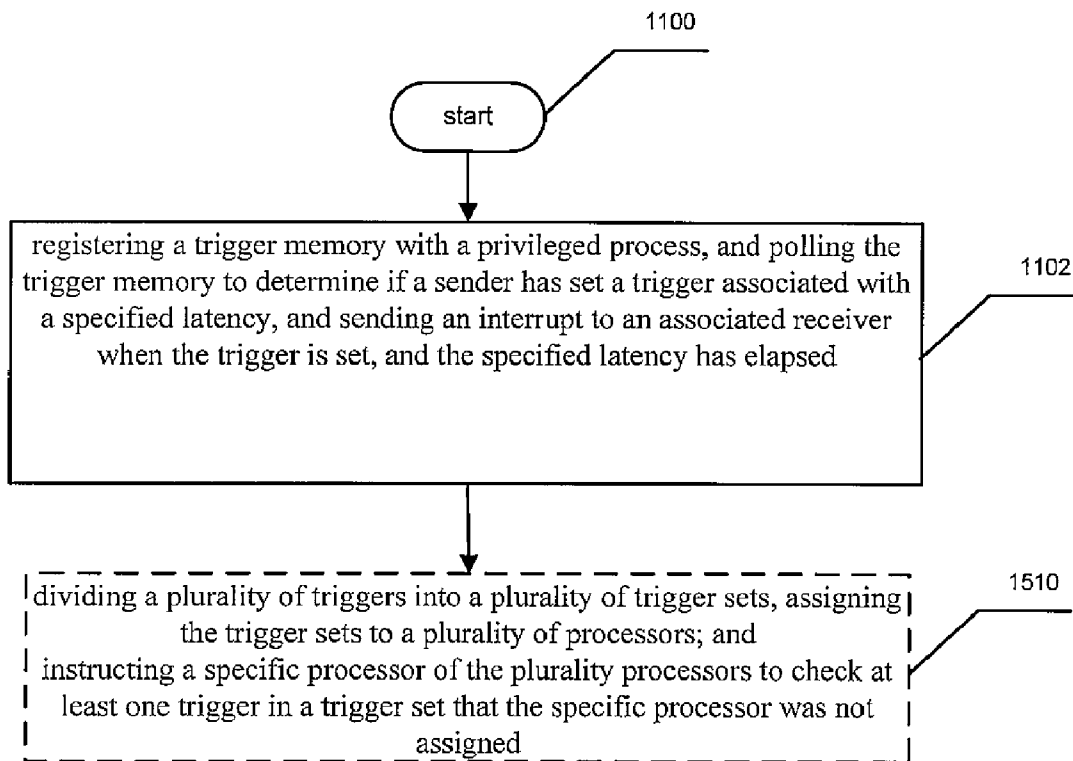 1100
start
registering a trigger memory with a privileged process, and polling the
trigger memory to determine if a sender has set a trigger associated with
a specified latency, and sending an interrupt to an associated receiver
when the trigger is set, and the specified latency has elapsed
1102
dividing a plurality of triggers into a plurality of trigger sets, assigning
the trigger sets to a plurality of processors; and
instructing a specific processor of the plurality processors to check at
least one trigger in a trigger set that the specific processor was not
assigned
1510